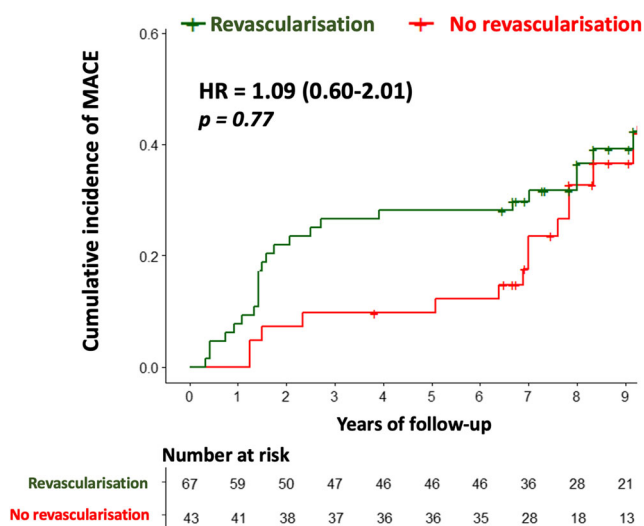 Revascularisation No revascularisation
HR = 1.09 (0.60-2.01)
p = 0.77
Cumulative incidence of MACE
0.6
0.4
0.2
0.0
0 1 2 3 4 5 6 7 8 9
Years of follow-up
Number at risk
Revascularisation 67 59 50 47 46 46 46 36 28 21
No revascularisation 43 41 38 37 36 36 35 28 18 13